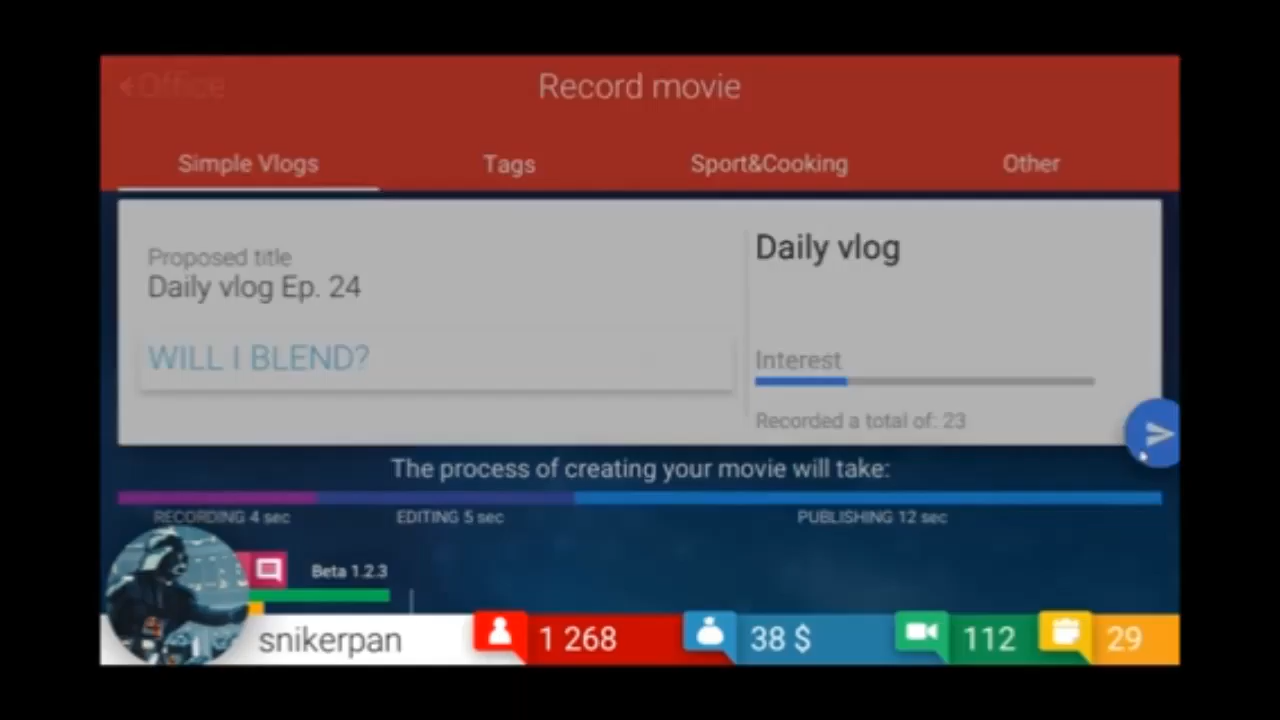 Office
Record movie
Simple Vlogs
Tags
Sport&Cooking
Other
Proposed title
Daily vlog Ep. 24
WILL I BLEND?
Daily vlog
Interest
Recorded a total of: 23
The process of creating your movie will take:
RECORDING 4 sec
EDITING 5 sec
PUBLISHING 12 sec
Beta 1.2.3
snikerpan
1 268
38 $
112
29